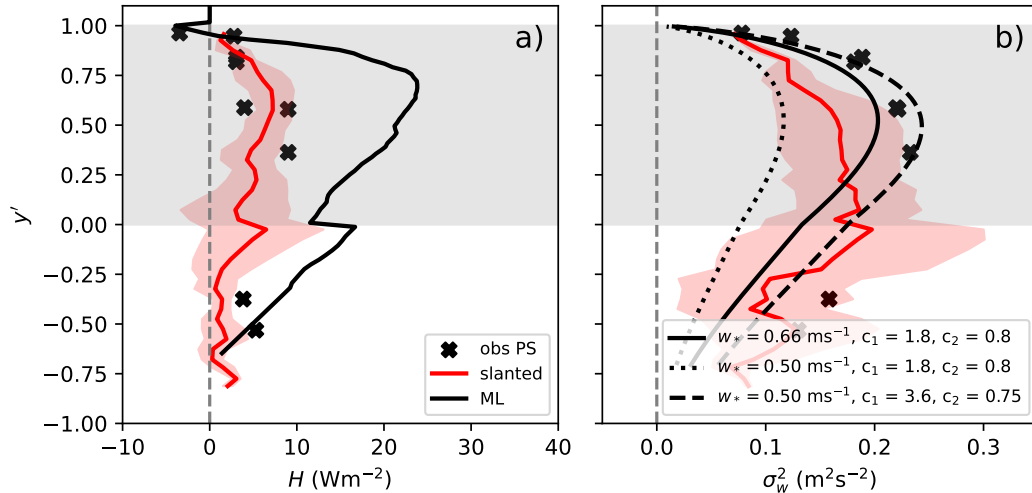 a)
b)
1.00
0.75
0.50
0.25
0.00
−0.25
−0.50
−0.75
−1.00
y′
−10
0
10
20
30
40
H (Wm⁻²)
obs PS
slanted
ML
0.0
0.1
0.2
0.3
σ²_w (m²s⁻²)
w* = 0.66 ms⁻¹, c₁ = 1.8, c₂ = 0.8
w* = 0.50 ms⁻¹, c₁ = 1.8, c₂ = 0.8
w* = 0.50 ms⁻¹, c₁ = 3.6, c₂ = 0.75